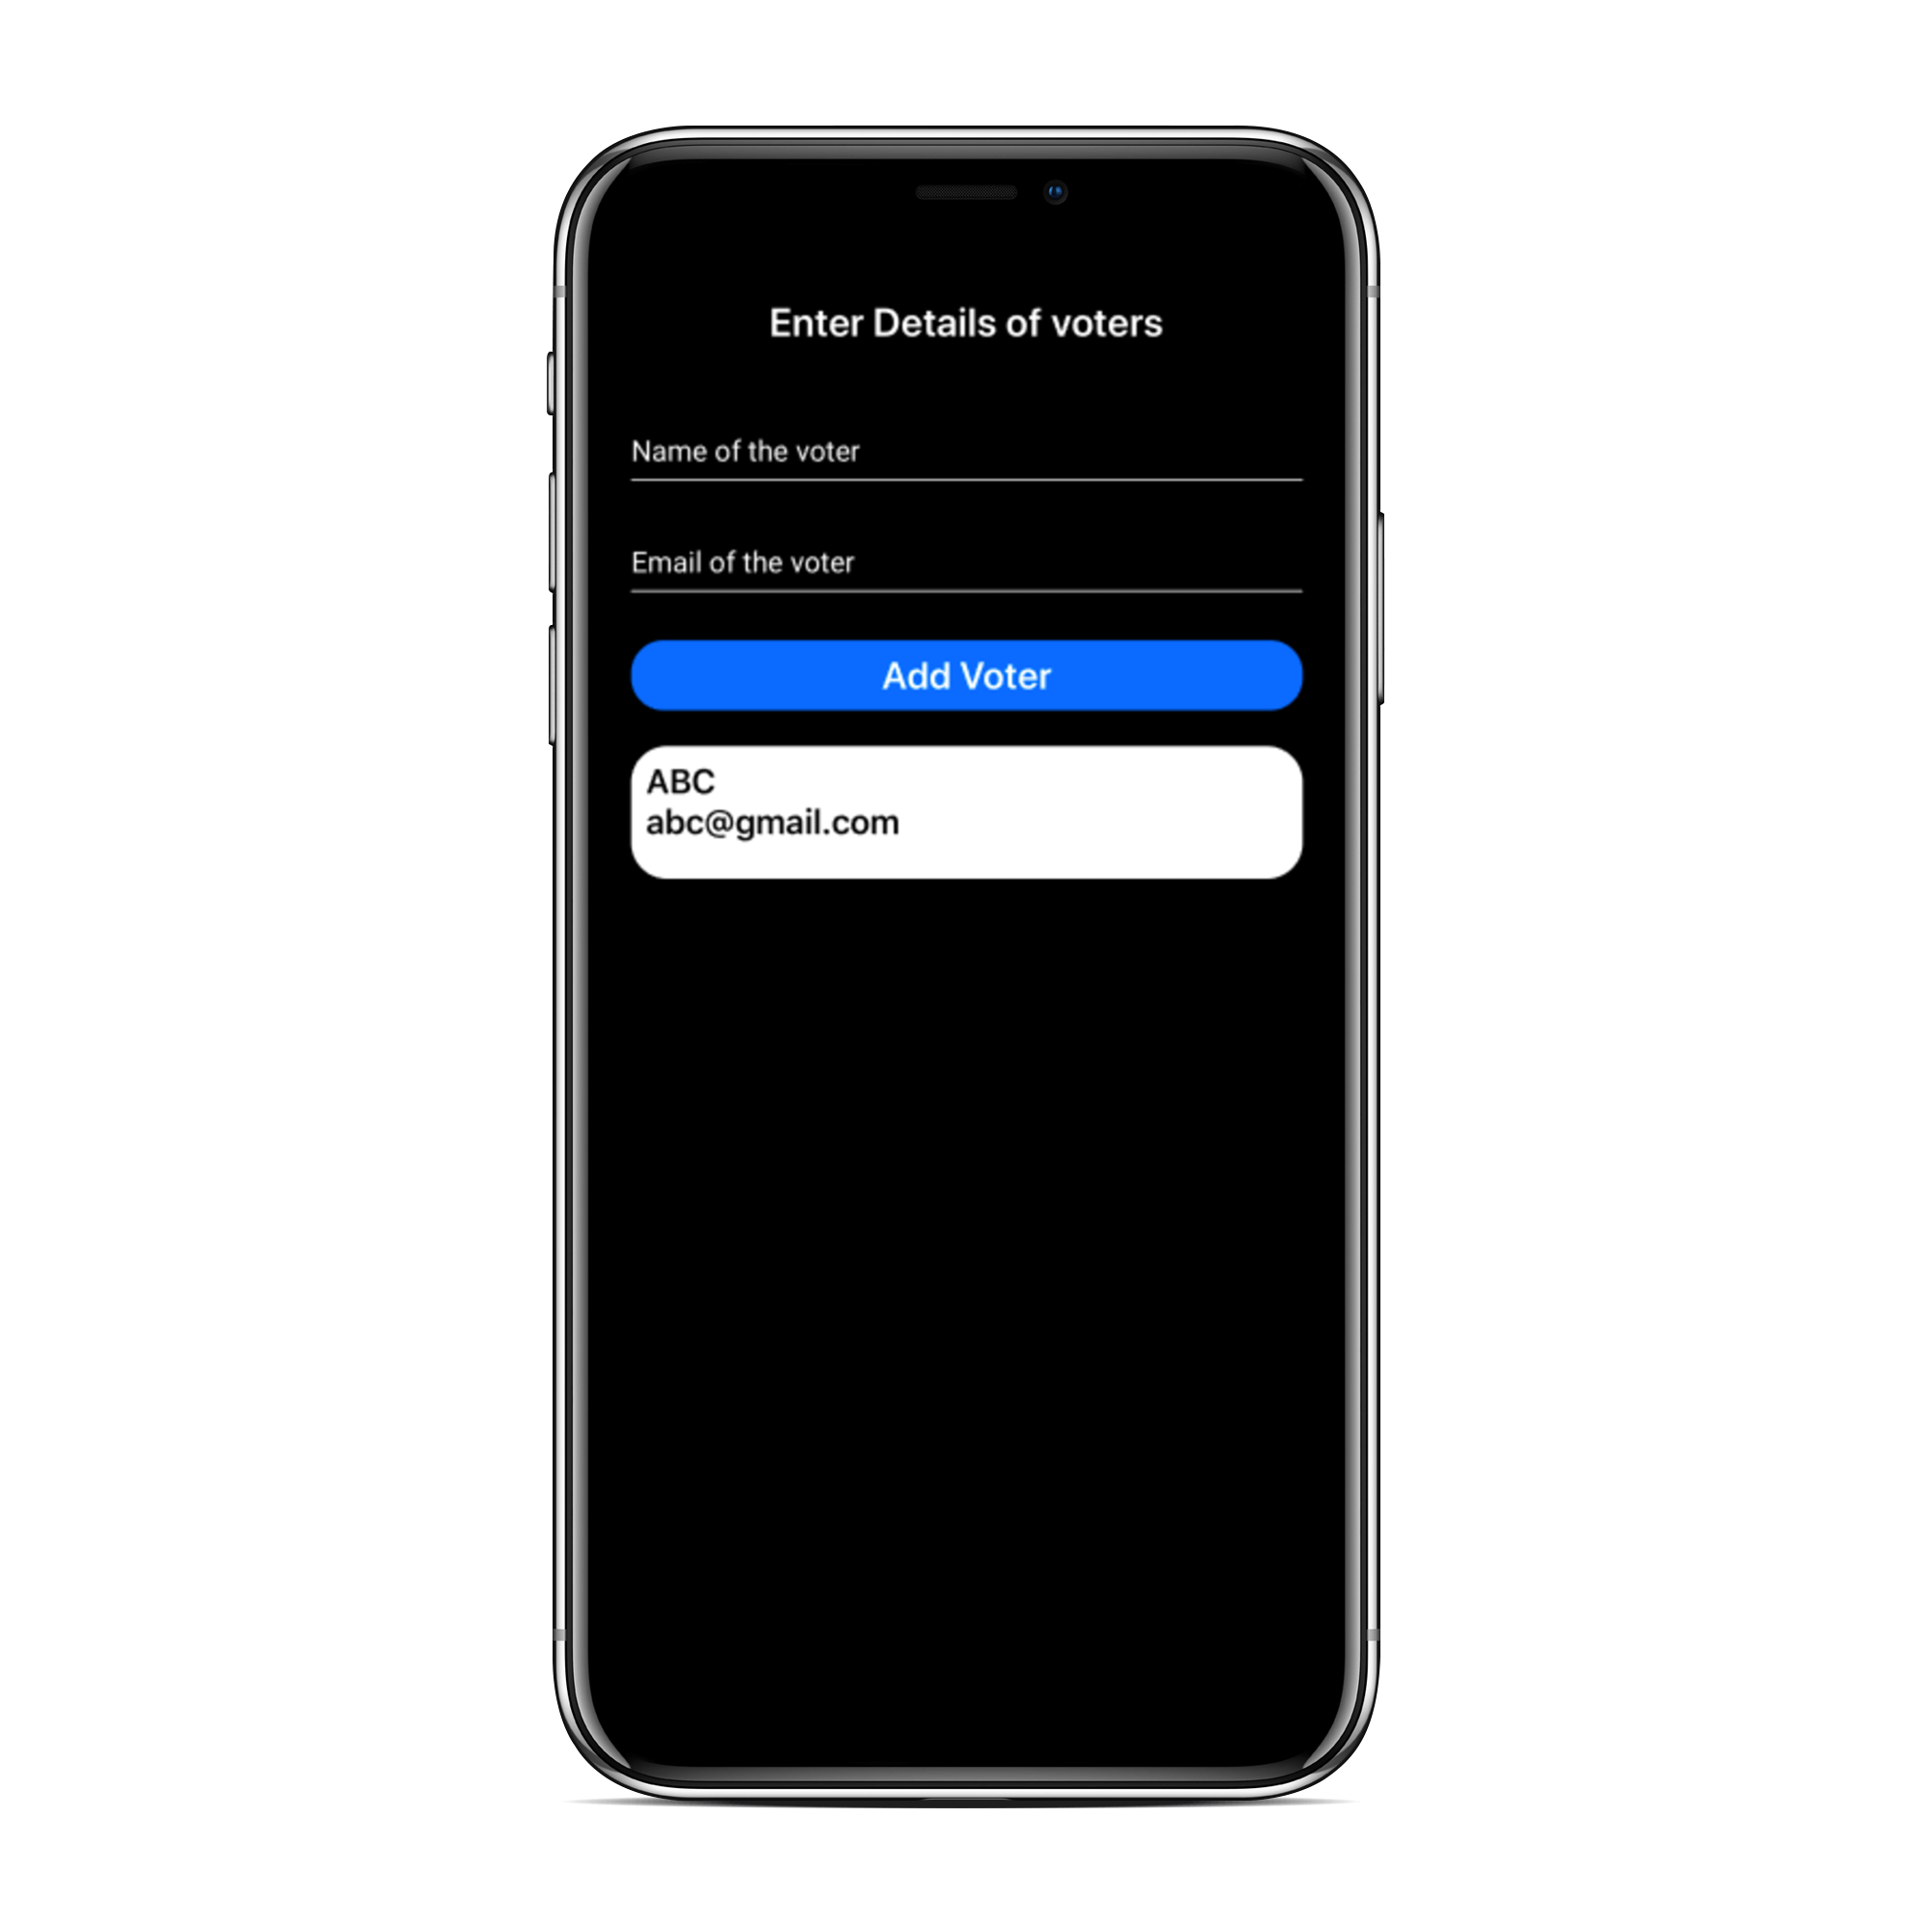 Enter Details of voters
Name of the voter
Email of the voter
Add Voter
ABC
abc@gmail.com